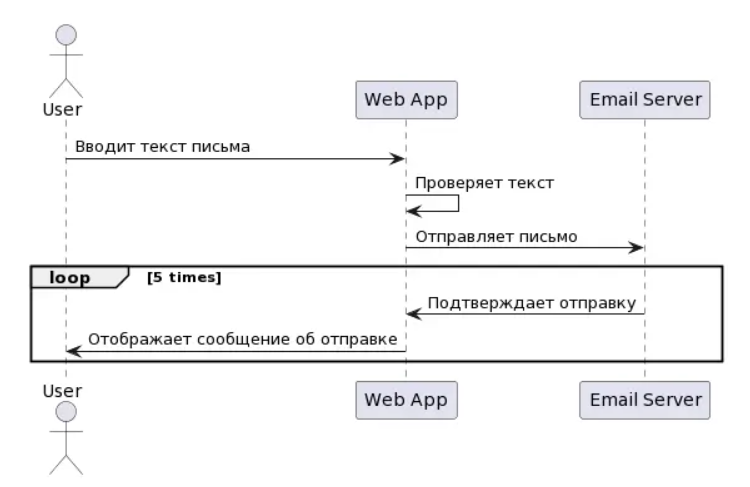 User
Web App
Email Server
Вводит текст письма
Проверяет текст
Отправляет письмо
loop [5 times]
Подтверждает отправку
Отображает сообщение об отправке
User
Web App
Email Server